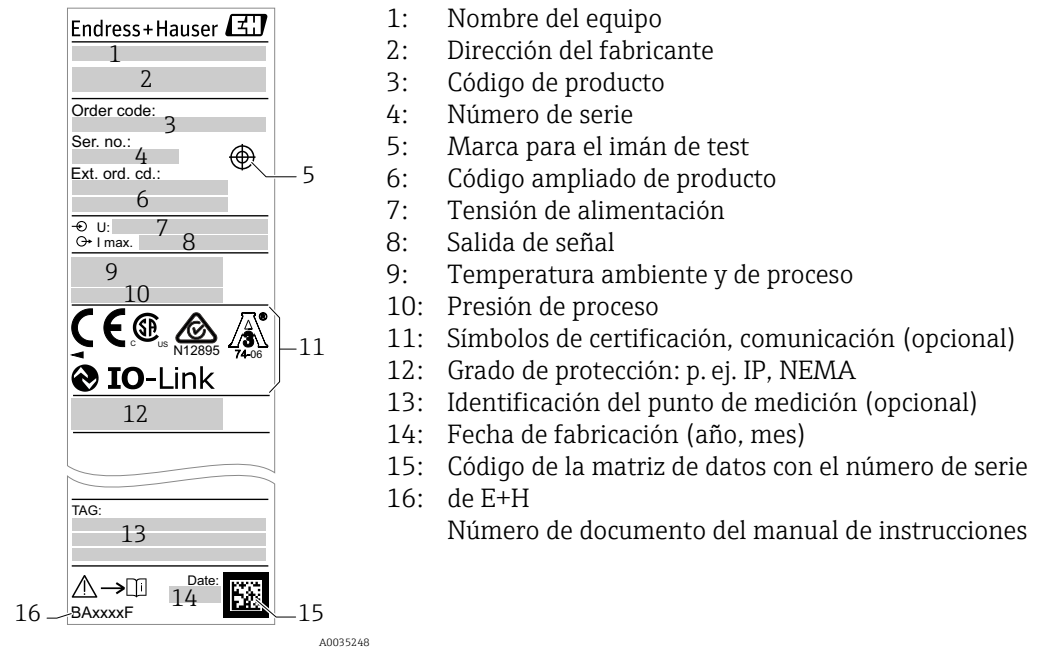 Endress+Hauser EH
1
2
Order code:
3
Ser. no.:
4
5
Ext. ord. cd.:
6
U: 7
I max. 8
9
10
CE C SA US N12895 3 ® 74-06
11
IO-Link
12
TAG:
13
i Date:
14
16 BAxxxxF
15
A0035248
1: Nombre del equipo
2: Dirección del fabricante
3: Código de producto
4: Número de serie
5: Marca para el imán de test
6: Código ampliado de producto
7: Tensión de alimentación
8: Salida de señal
9: Temperatura ambiente y de proceso
10: Presión de proceso
11: Símbolos de certificación, comunicación (opcional)
12: Grado de protección: p. ej. IP, NEMA
13: Identificación del punto de medición (opcional)
14: Fecha de fabricación (año, mes)
15: Código de la matriz de datos con el número de serie
16: de E+H
Número de documento del manual de instrucciones